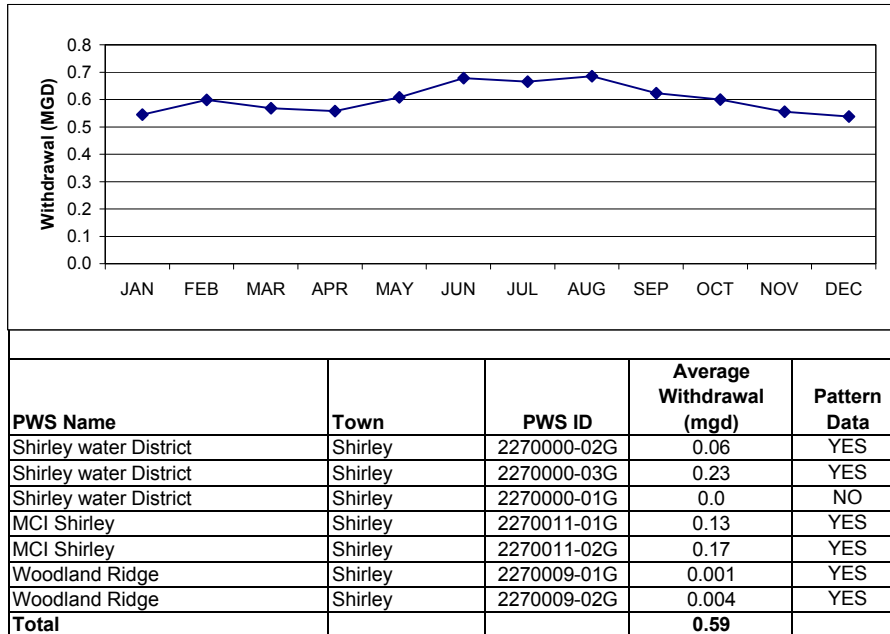 0.8
0.7
0.6
0.5
0.4
0.3
0.2
0.1
0.0
Withdrawal (MGD)
JAN FEB MAR APR MAY JUN JUL AUG SEP OCT NOV DEC
PWS Name Town PWS ID Average Withdrawal (mgd) Pattern Data
Shirley water District Shirley 2270000-02G 0.06 YES
Shirley water District Shirley 2270000-03G 0.23 YES
Shirley water District Shirley 2270000-01G 0.0 NO
MCI Shirley Shirley 2270011-01G 0.13 YES
MCI Shirley Shirley 2270011-02G 0.17 YES
Woodland Ridge Shirley 2270009-01G 0.001 YES
Woodland Ridge Shirley 2270009-02G 0.004 YES
Total 0.59